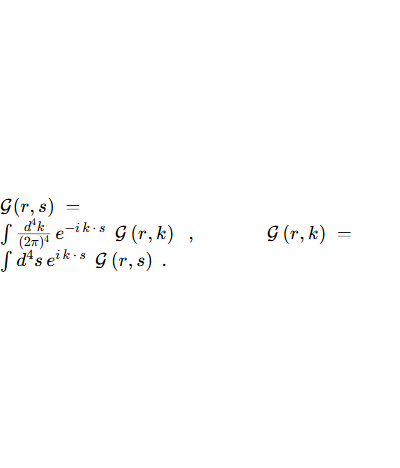 𝒢(r, s) =
∫ d⁴k/(2π)⁴ e^{−i k·s} 𝒢(r, k) , 𝒢(r, k) =
∫ d⁴s e^{i k·s} 𝒢(r, s) .